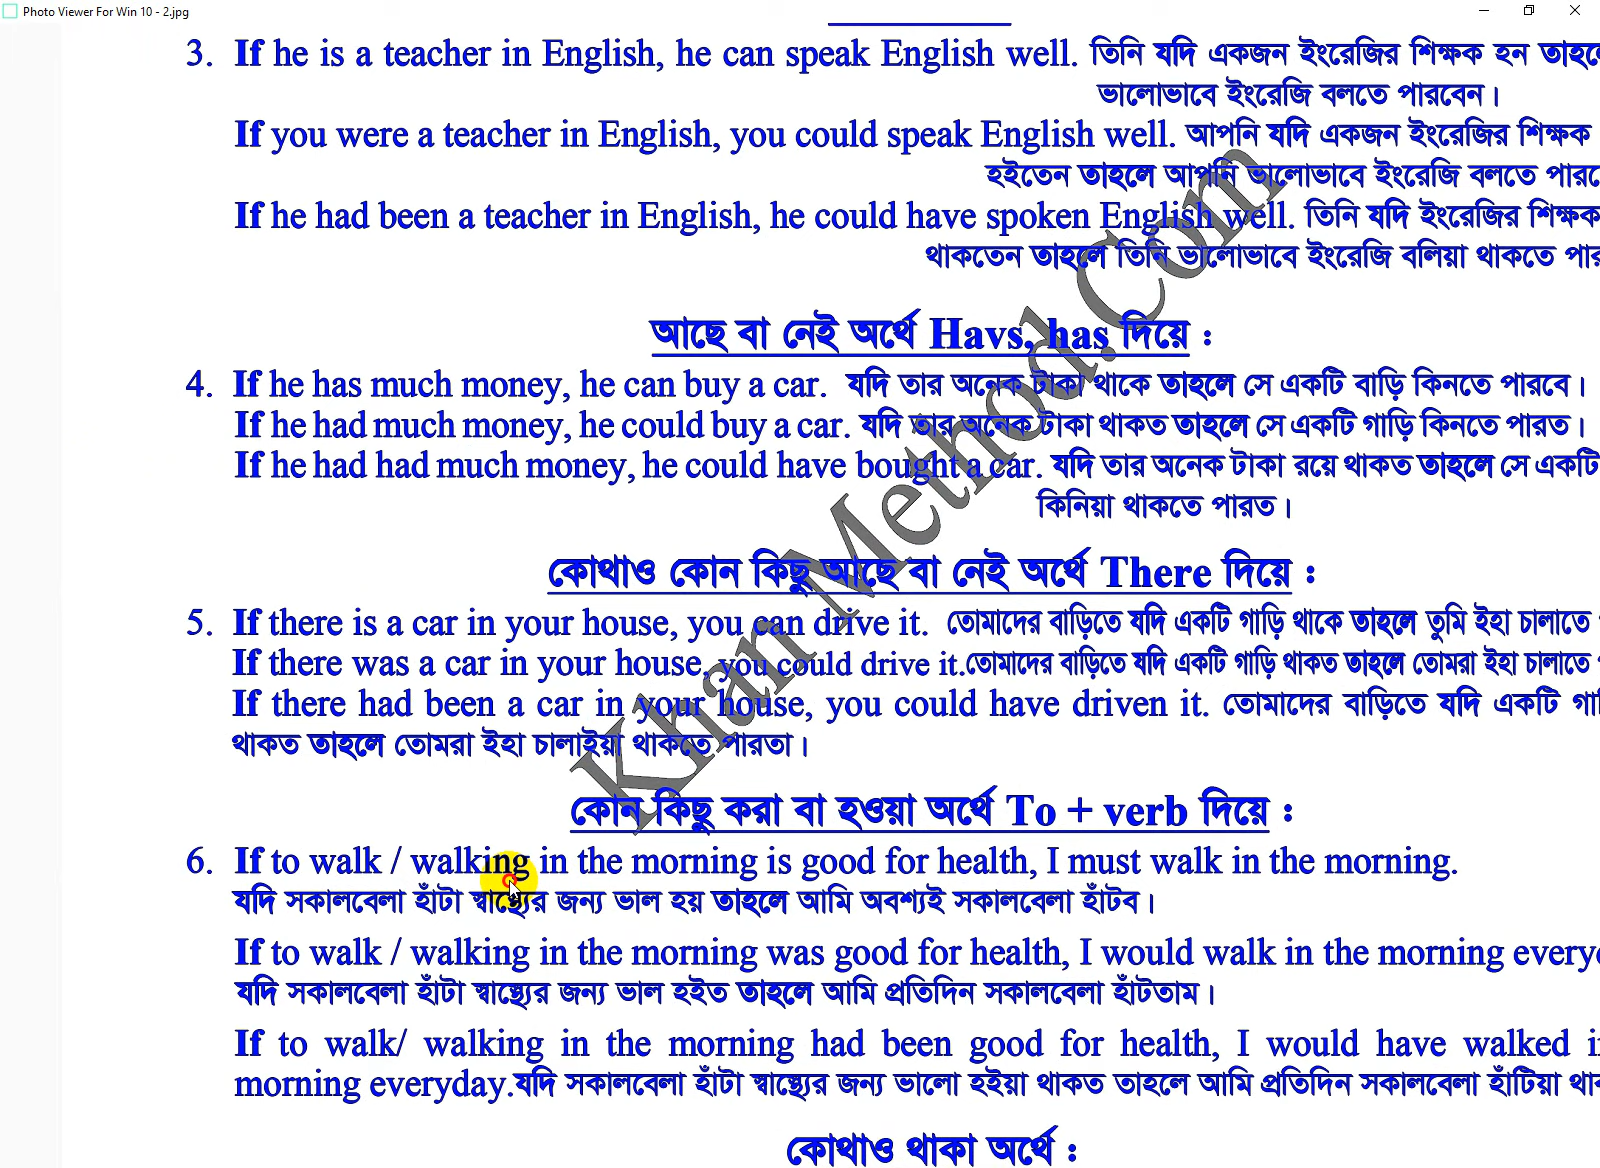 Photo Viewer For Win 10 - 2.jpg
3. If he is a teacher in English, he can speak English well. তিনি যদি একজন ইংরেজির শিক্ষক হন
ভালোভাবে ইংরেজি বলতে পারবেন।
If you were a teacher in English, you could speak English well. আপনি যদি একজন ইংরেজির শিক্ষক
হইতেন তাহলে আপনি ভালোভাবে ইংরেজি বলতে
If he had been a teacher in English, he could have spoken English well. তিনি যদি ইংরেজির শিক্ষক
থাকতেন তাহলে তিনি ভালোভাবে ইংরেজি বলিয়া থাকতে
আছে বা নেই অর্থে Havs, has দিয়ে :
4. If he has much money, he can buy a car. যদি তার অনেক টাকা থাকে তাহলে সে একটি বাড়ি কিনতে পারবে।
If he had much money, he could buy a car. যদি তার অনেক টাকা থাকত তাহলে সে একটি গাড়ি কিনতে পারত।
If he had had much money, he could have bought a car. যদি তার অনেক টাকা রয়ে থাকত তাহলে সে একটি
কিনিয়া থাকতে পারত।
কোথাও কোন কিছু আছে বা নেই অর্থে There দিয়ে :
5. If there is a car in your house, you can drive it. তোমাদের বাড়িতে যদি একটি গাড়ি থাকে তাহলে তুমি ইহা চালাতে
If there was a car in your house, you could drive it.তোমাদের বাড়িতে যদি একটি গাড়ি থাকত তাহলে তোমরা ইহা চালাতে
If there had been a car in your house, you could have driven it. তোমাদের বাড়িতে যদি একটি
থাকত তাহলে তোমরা ইহা চালাইয়া থাকতে পারতা।
কোন কিছু করা বা হওয়া অর্থে To + verb দিয়ে :
6. If to walk / walking in the morning is good for health, I must walk in the morning.
যদি সকালবেলা হাঁটা স্বাস্থ্যের জন্য ভাল হয় তাহলে আমি অবশ্যই সকালবেলা হাঁটব।
If to walk / walking in the morning was good for health, I would walk in the morning
যদি সকালবেলা হাঁটা স্বাস্থ্যের জন্য ভাল হইত তাহলে আমি প্রতিদিন সকালবেলা হাঁটতাম।
If to walk/ walking in the morning had been good for health, I would have walked
morning everyday.যদি সকালবেলা হাঁটা স্বাস্থ্যের জন্য ভালো হইয়া থাকত তাহলে আমি প্রতিদিন সকালবেলা হাঁটিয়া
কোথাও থাকা অর্থে :
Khan Method.Com